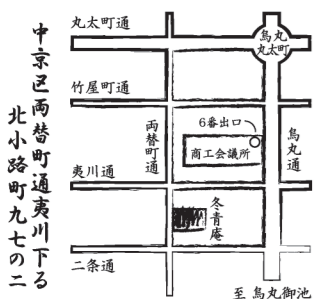 中京区両替町通夷川下る
北小路町九七の二
丸太町通
烏丸
丸太町
竹屋町通
6番出口
両替町通
商工会議所
烏丸通
夷川通
冬青庵
二条通
至 烏丸御池